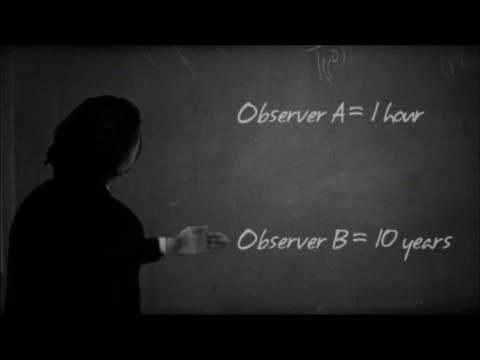 Observer A = 1 hour
Observer B = 10 years